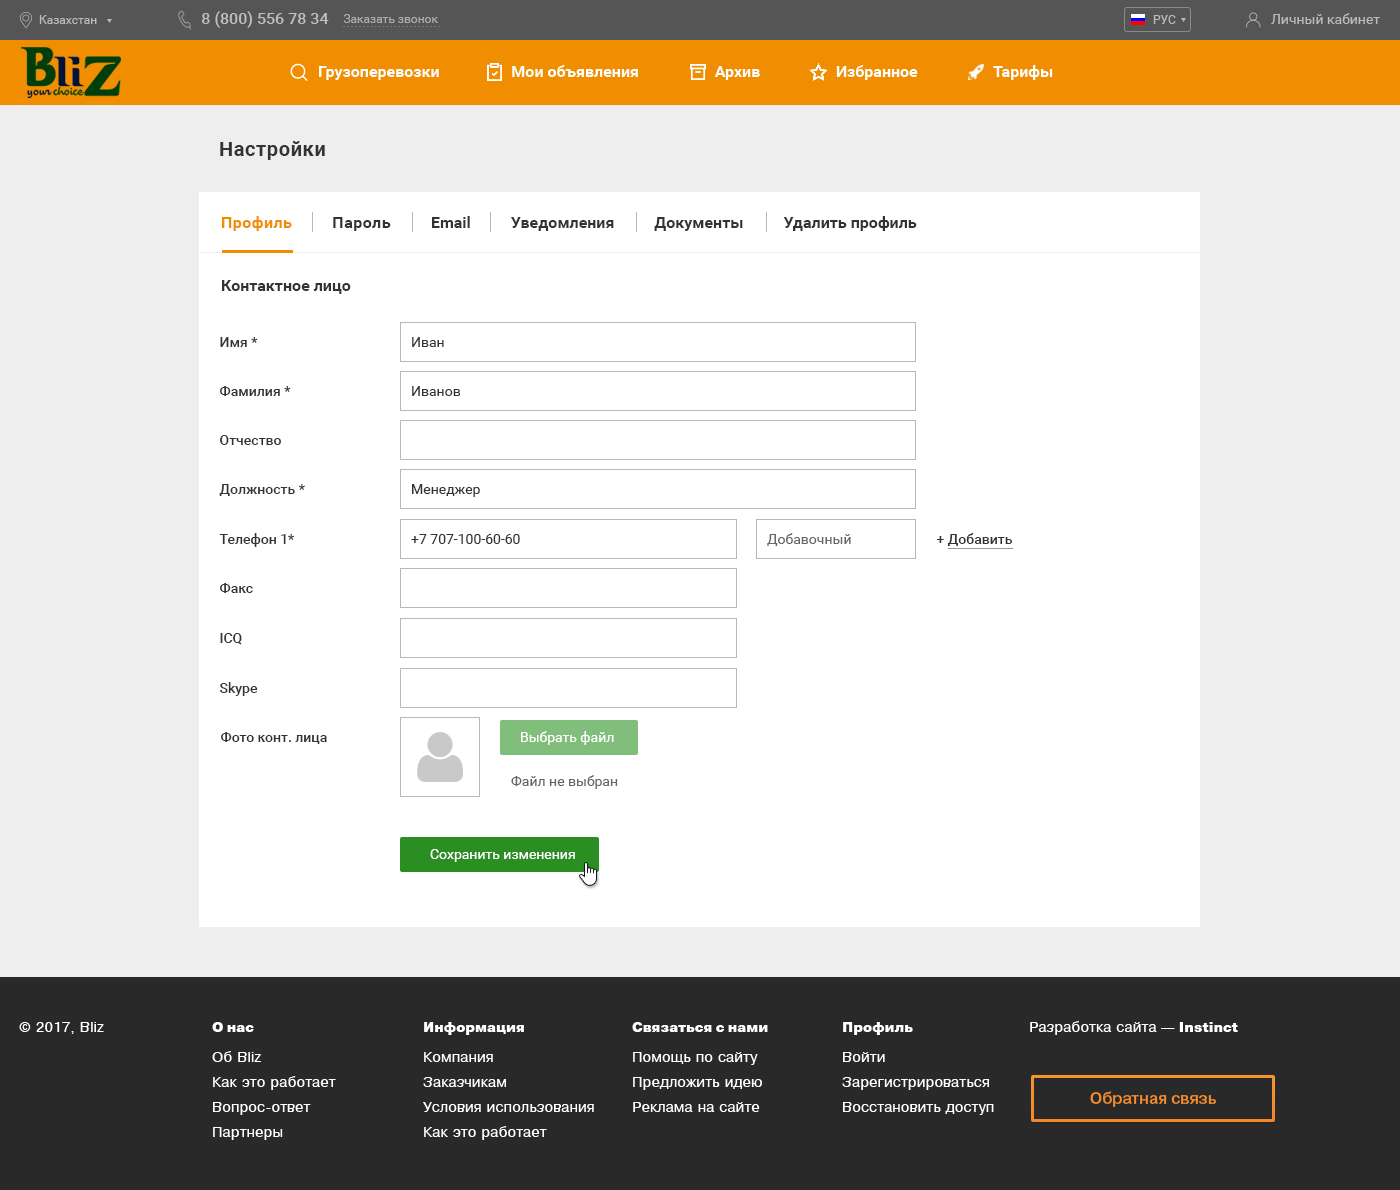 Казахстан
8 (800) 556 78 34
Заказать звонок
РУС
Личный кабинет
Bliz
your choice
Грузоперевозки
Мои объявления
Архив
Избранное
Тарифы
Настройки
Профиль
Пароль
Email
Уведомления
Документы
Удалить профиль
Контактное лицо
Имя *
Иван
Фамилия *
Иванов
Отчество
Должность *
Менеджер
Телефон 1*
+7 707-100-60-60
Добавочный
+ Добавить
Факс
ICQ
Skype
Фото конт. лица
Выбрать файл
Файл не выбран
Сохранить изменения
© 2017, Bliz
О нас
Об Bliz
Как это работает
Вопрос-ответ
Партнеры
Информация
Компания
Заказчикам
Условия использования
Как это работает
Связаться с нами
Помощь по сайту
Предложить идею
Реклама на сайте
Профиль
Войти
Зарегистрироваться
Восстановить доступ
Разработка сайта — Instinct
Обратная связь